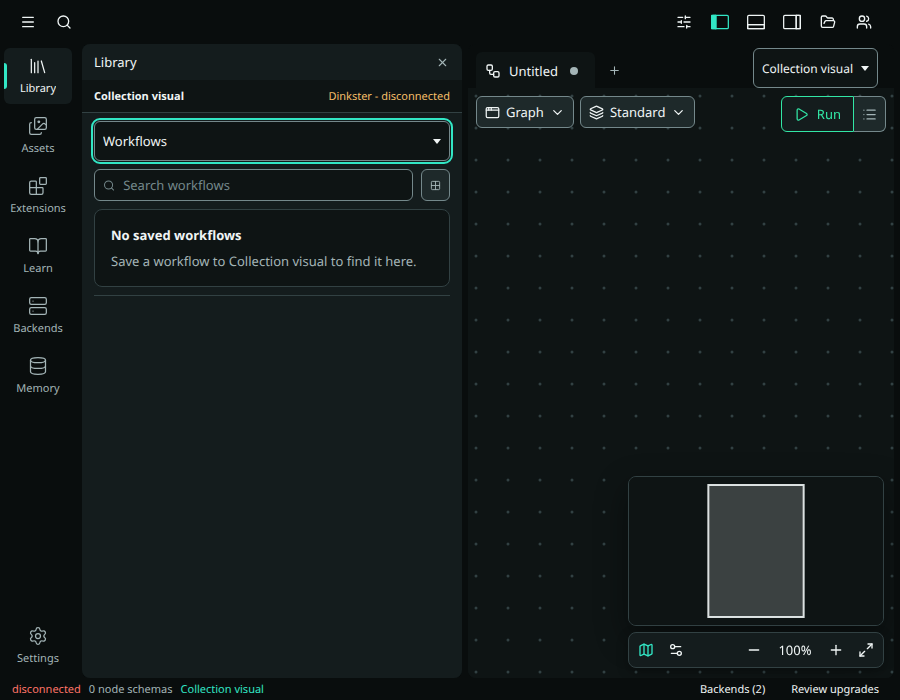 Library
Assets
Extensions
Learn
Backends
Memory
Settings
Library
Collection visual
Dinkster - disconnected
Workflows
Search workflows
No saved workflows
Save a workflow to Collection visual to find it here.
Untitled
Collection visual
Graph
Standard
Run
100%
disconnected
0 node schemas
Collection visual
Backends (2)
Review upgrades